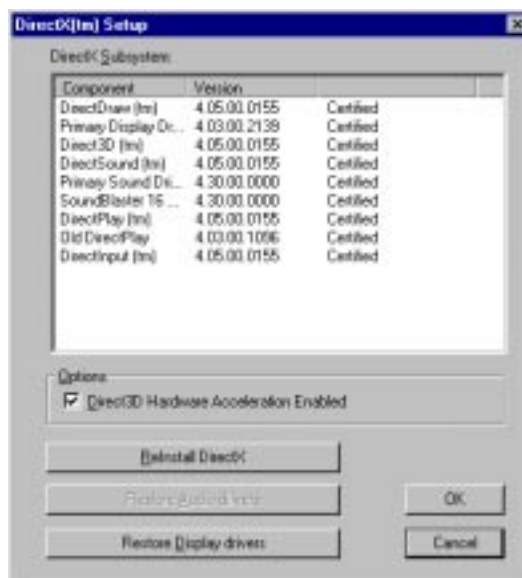 DirectX(tm) Setup
DirectX Subsystem:
Component Version
DirectDraw (tm) 4.05.00.0155 Certified
Primary Display Dr... 4.03.00.2139 Certified
Direct3D (tm) 4.05.00.0155 Certified
DirectSound (tm) 4.05.00.0155 Certified
Primary Sound Dri... 4.30.00.0000 Certified
SoundBlaster 16 ... 4.30.00.0000 Certified
DirectPlay (tm) 4.05.00.0155 Certified
Old DirectPlay 4.03.00.1096 Certified
DirectInput (tm) 4.05.00.0155 Certified
Options
Direct3D Hardware Acceleration Enabled
ReInstall DirectX
Restore Audio drivers
OK
Restore Display drivers
Cancel